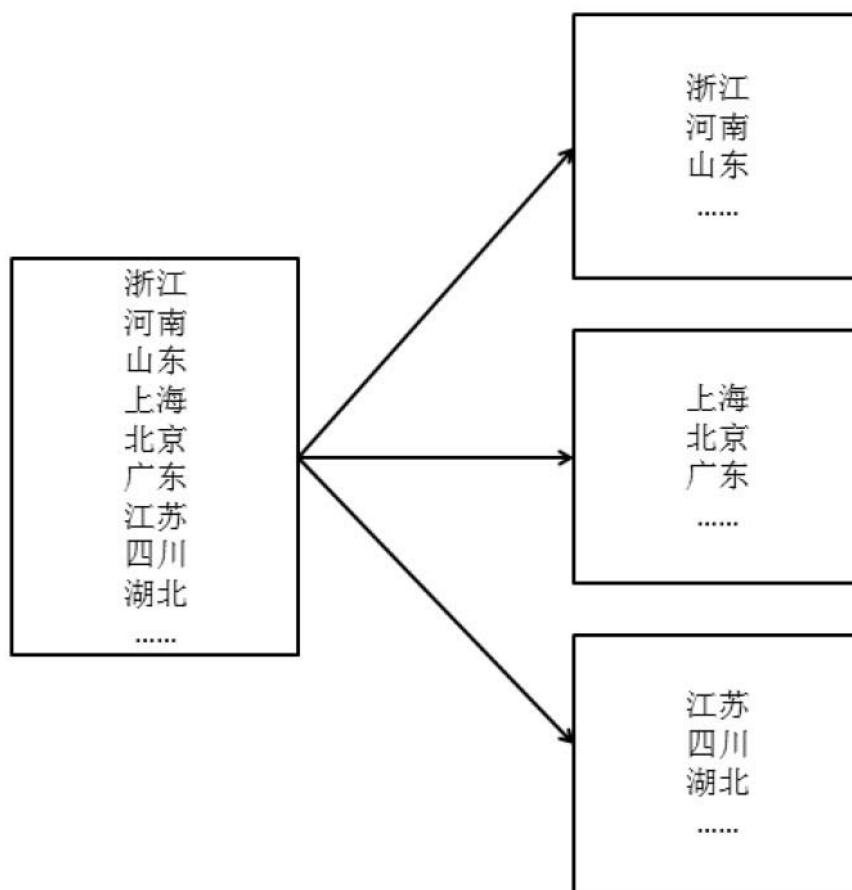 浙江
河南
山东
上海
北京
广东
江苏
四川
湖北
......
浙江
河南
山东
......
上海
北京
广东
......
江苏
四川
湖北
......